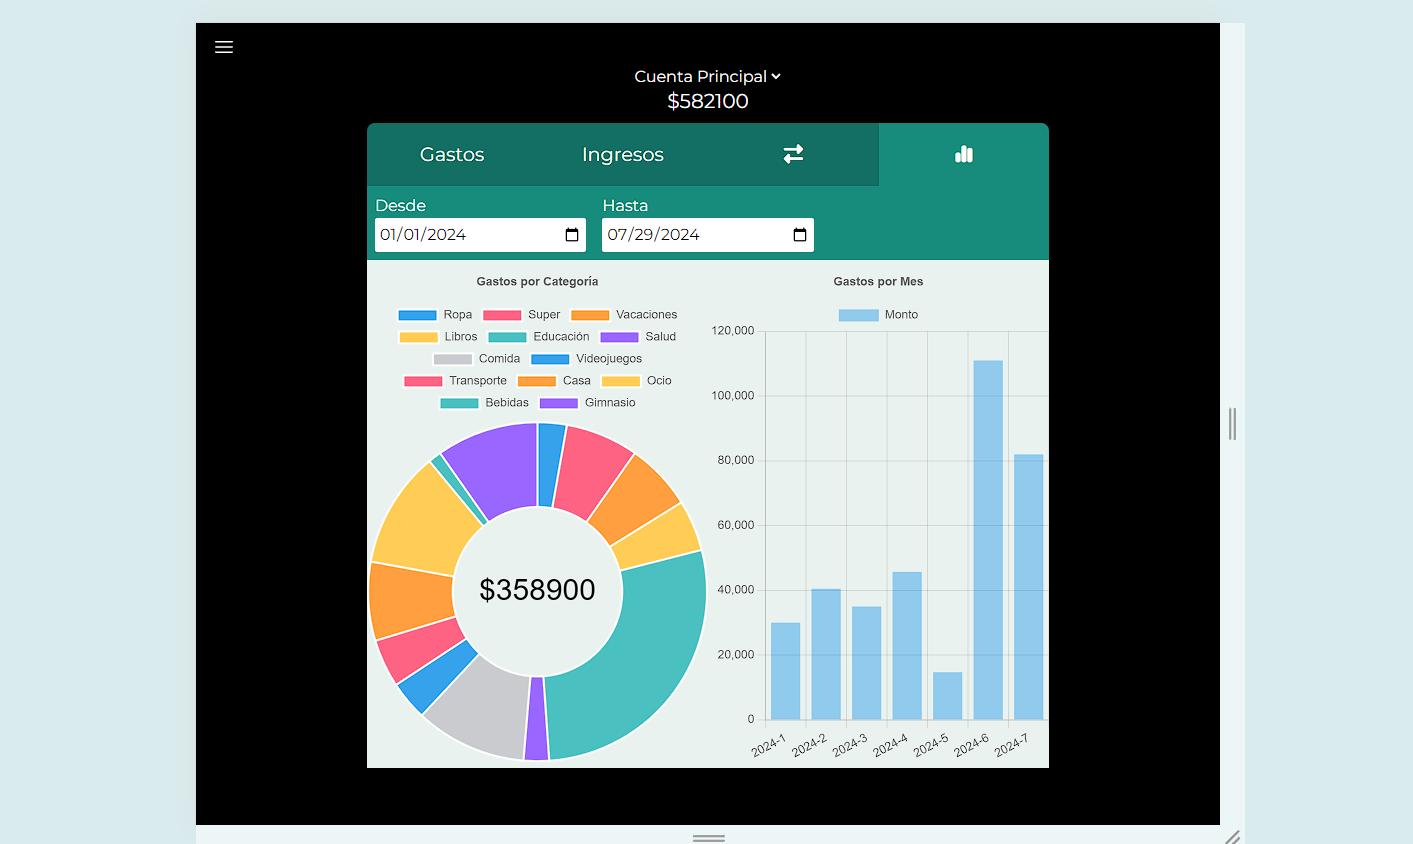 Cuenta Principal
$582100
Gastos Ingresos
Desde Hasta
01/01/2024 07/29/2024
Gastos por Categoría
Ropa Super Vacaciones
Libros Educación Salud
Comida Videojuegos
Transporte Casa Ocio
Bebidas Gimnasio
$358900
Gastos por Mes
Monto
120,000
100,000
80,000
60,000
40,000
20,000
0
2024-1 2024-2 2024-3 2024-4 2024-5 2024-6 2024-7